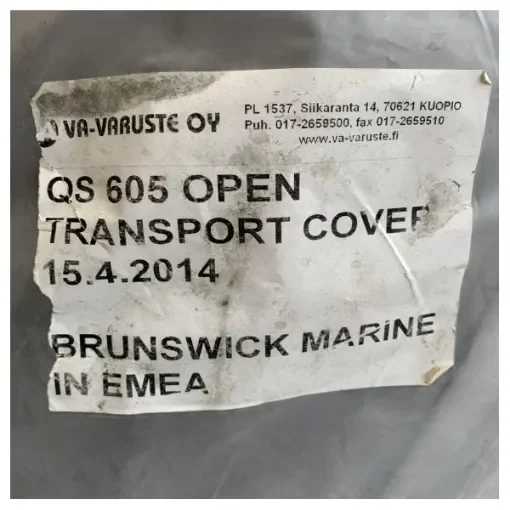 VA-VARUSTE OY
PL 1537, Siikaranta 14, 70621 KUOPIO
Puh. 017-2659500, fax 017-2659510
www.va-varuste.fi
QS 605 OPEN
TRANSPORT COVER
15.4.2014
BRUNSWICK MARINE
IN EMEA